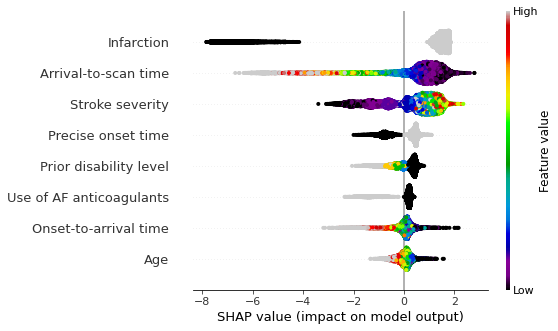 High
Infarction
Arrival-to-scan time
Stroke severity
Precise onset time
Prior disability level
Use of AF anticoagulants
Onset-to-arrival time
Age
Feature value
Low
−8 −6 −4 −2 0 2
SHAP value (impact on model output)